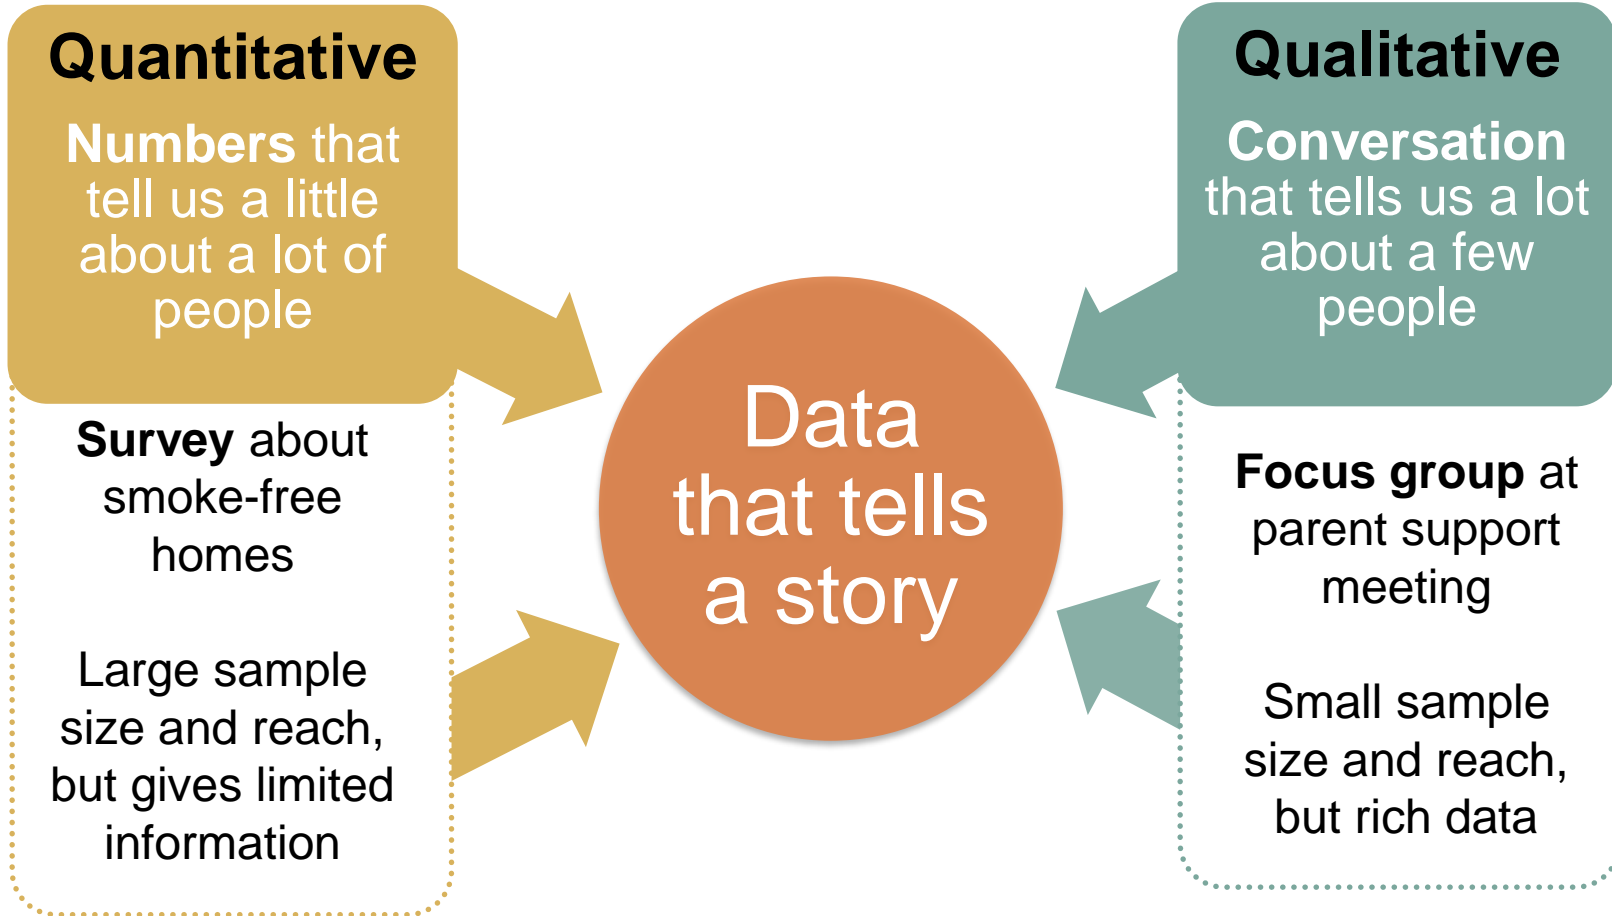 Quantitative
Numbers that
tell us a little
about a lot of
people
Survey about
smoke-free
homes
Large sample
size and reach,
but gives limited
information
Data
that tells
a story
Qualitative
Conversation
that tells us a lot
about a few
people
Focus group at
parent support
meeting
Small sample
size and reach,
but rich data